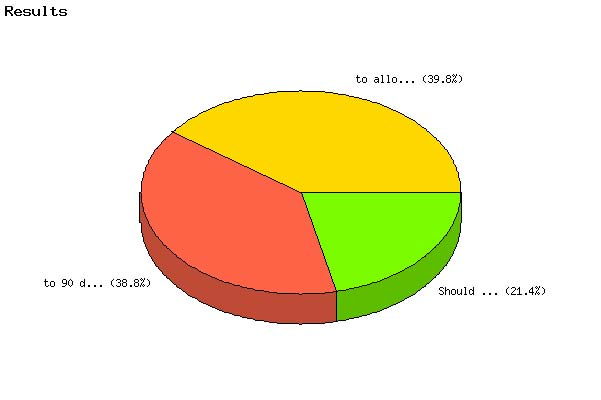 Results
to allo... (39.8%)
to 90 d... (38.8%)
Should ... (21.4%)